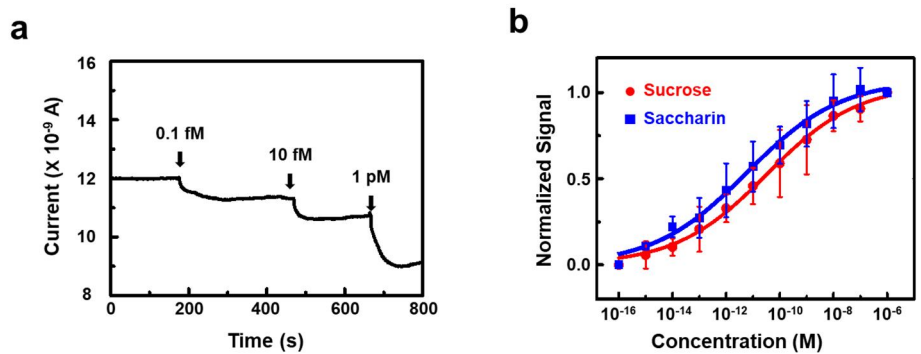 a
b
16
14
12
10
8
0.1 fM
10 fM
1 pM
0
200
400
600
800
Current (x 10⁻⁹ A)
Time (s)
1.0
0.5
0.0
Sucrose
Saccharin
10⁻¹⁶
10⁻¹⁴
10⁻¹²
10⁻¹⁰
10⁻⁸
10⁻⁶
Normalized Signal
Concentration (M)